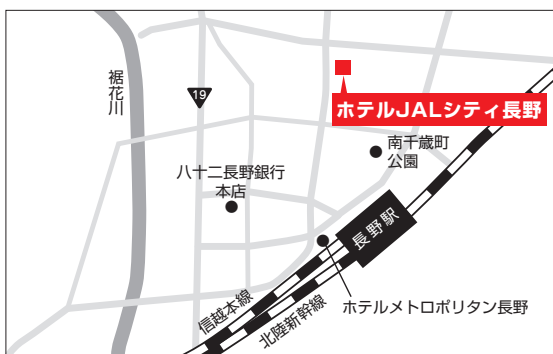 裾花川
19
ホテルJALシティ長野
南千歳町
公園
八十二長野銀行
本店
長野駅
ホテルメトロポリタン長野
信越本線
北陸新幹線